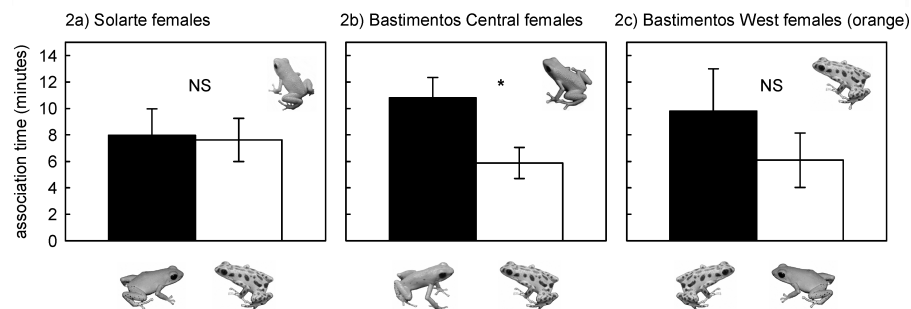 2a) Solarte females
2b) Bastimentos Central females
2c) Bastimentos West females (orange)
association time (minutes)
14
12
10
8
6
4
2
0
NS
*
NS